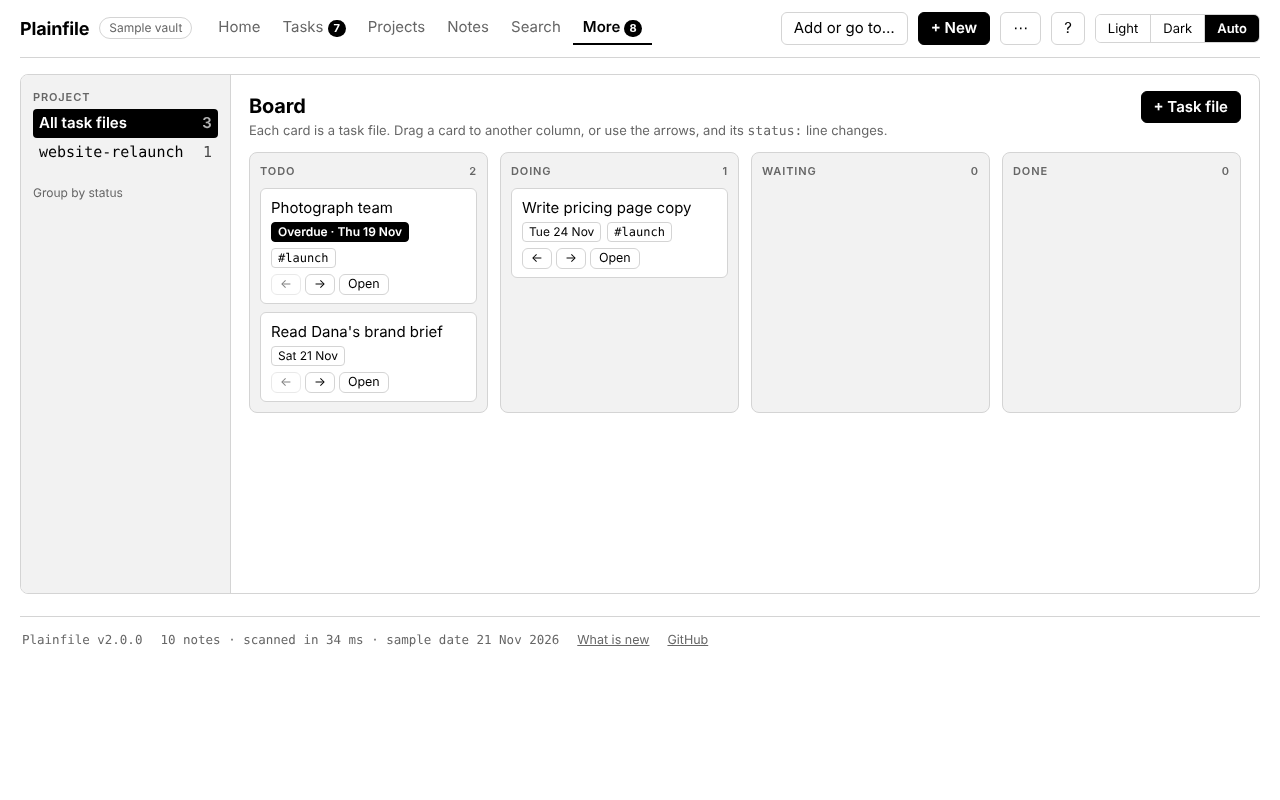 Plainfile Sample vault Home Tasks 7 Projects Notes Search More 8 Add or go to... + New ··· ? Light Dark Auto
PROJECT
All task files 3
website-relaunch 1
Group by status
Board
+ Task file
Each card is a task file. Drag a card to another column, or use the arrows, and its status: line changes.
TODO 2
Photograph team
Overdue · Thu 19 Nov
#launch
← → Open
Read Dana's brand brief
Sat 21 Nov
← → Open
DOING 1
Write pricing page copy
Tue 24 Nov #launch
← → Open
WAITING 0
DONE 0
Plainfile v2.0.0 10 notes · scanned in 34 ms · sample date 21 Nov 2026 What is new GitHub